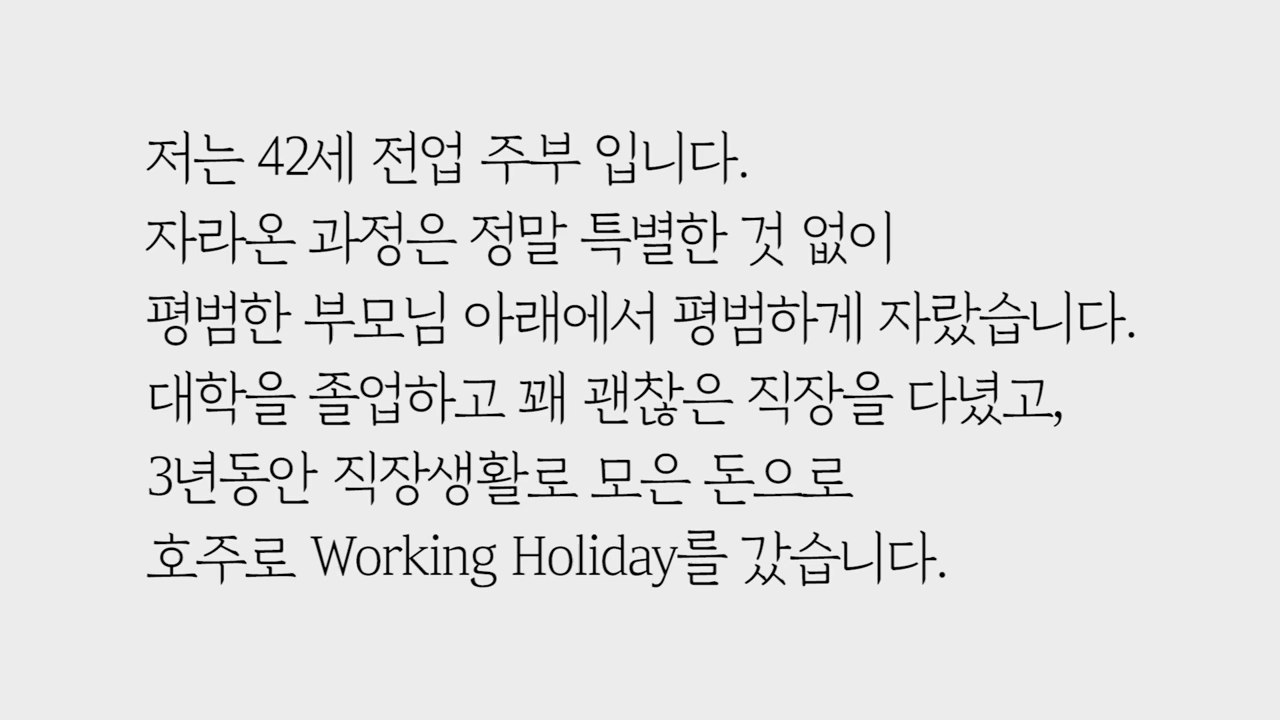 저는 42세 전업 주부 입니다.
자라온 과정은 정말 특별한 것 없이
평범한 부모님 아래에서 평범하게 자랐습니다.
대학을 졸업하고 꽤 괜찮은 직장을 다녔고,
3년동안 직장생활로 모은 돈으로
호주로 Working Holiday를 갔습니다.